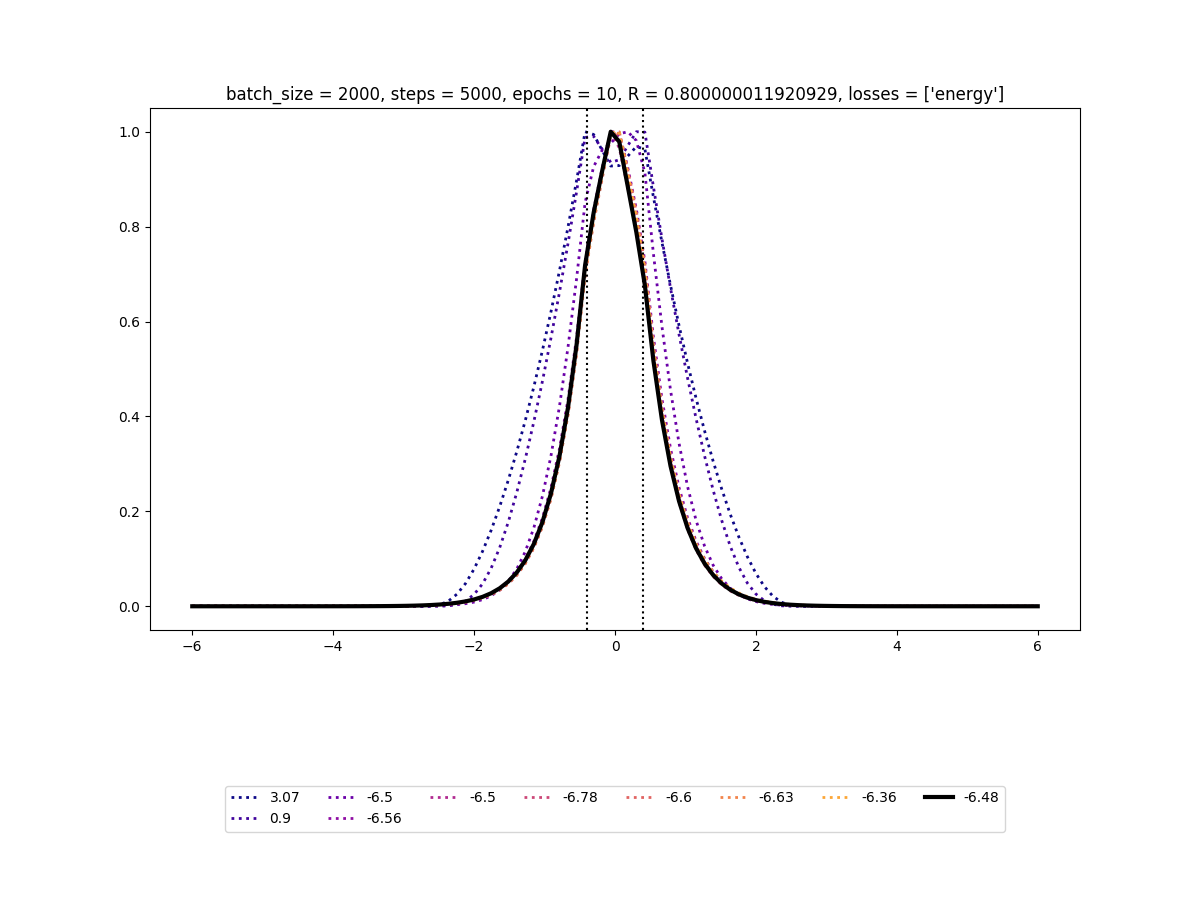 batch_size = 2000, steps = 5000, epochs = 10, R = 0.800000011920929, losses = ['energy']
1.0
0.8
0.6
0.4
0.2
0.0
−6 −4 −2 0 2 4 6
3.07 -6.5 -6.5 -6.78 -6.6 -6.63 -6.36 -6.48
0.9 -6.56